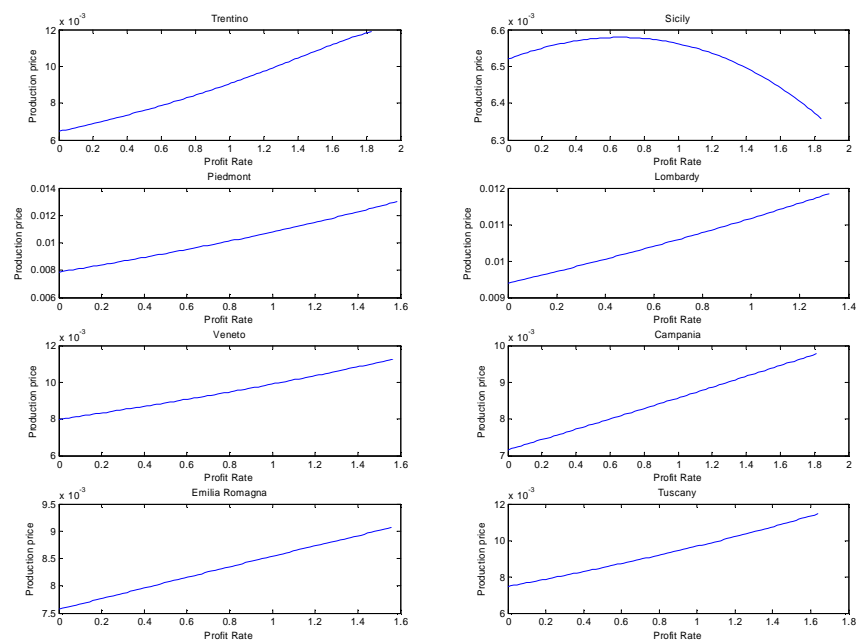 Trentino
x 10^-3
12
10
8
6
Production price
0 0.2 0.4 0.6 0.8 1 1.2 1.4 1.6 1.8 2
Profit Rate
Sicily
x 10^-3
6.6
6.5
6.4
6.3
Production price
0 0.2 0.4 0.6 0.8 1 1.2 1.4 1.6 1.8 2
Profit Rate
Piedmont
0.014
0.012
0.01
0.008
0.006
Production price
0 0.2 0.4 0.6 0.8 1 1.2 1.4 1.6
Profit Rate
Lombardy
0.012
0.011
0.01
0.009
Production price
0 0.2 0.4 0.6 0.8 1 1.2 1.4
Profit Rate
Veneto
x 10^-3
12
10
8
6
Production price
0 0.2 0.4 0.6 0.8 1 1.2 1.4 1.6
Profit Rate
Campania
x 10^-3
10
9
8
7
Production price
0 0.2 0.4 0.6 0.8 1 1.2 1.4 1.6 1.8 2
Profit Rate
Emilia Romagna
x 10^-3
9.5
9
8.5
8
7.5
Production price
0 0.2 0.4 0.6 0.8 1 1.2 1.4 1.6
Profit Rate
Tuscany
x 10^-3
12
10
8
6
Production price
0 0.2 0.4 0.6 0.8 1 1.2 1.4 1.6 1.8
Profit Rate